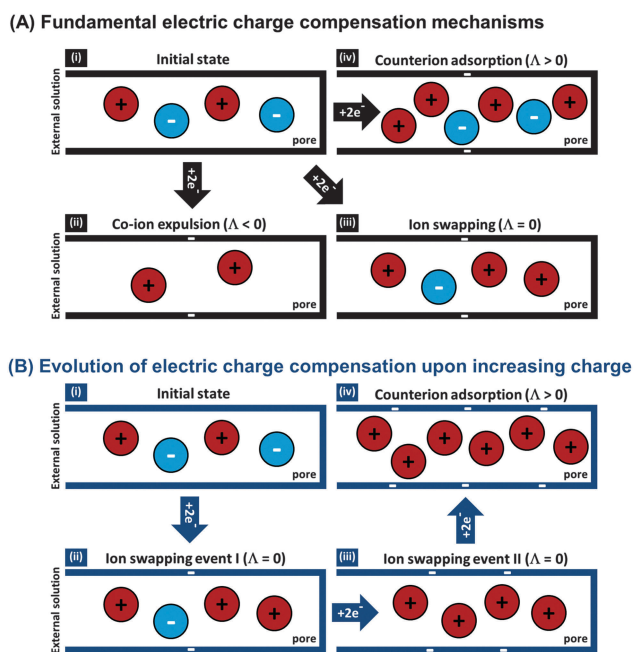 (A) Fundamental electric charge compensation mechanisms
(i) Initial state
External solution
+ - + -
pore
+2e⁻
(iv) Counterion adsorption (Λ > 0)
+ + - + - +
pore
+2e⁻
+2e⁻
(ii) Co-ion expulsion (Λ < 0)
External solution
+ +
pore
(iii) Ion swapping (Λ = 0)
+ - + +
pore
(B) Evolution of electric charge compensation upon increasing charge
(i) Initial state
External solution
+ - + -
pore
(iv) Counterion adsorption (Λ > 0)
+ + + + + +
pore
+2e⁻
+2e⁻
(ii) Ion swapping event I (Λ = 0)
External solution
+ - + +
pore
+2e⁻
(iii) Ion swapping event II (Λ = 0)
+ + + +
pore